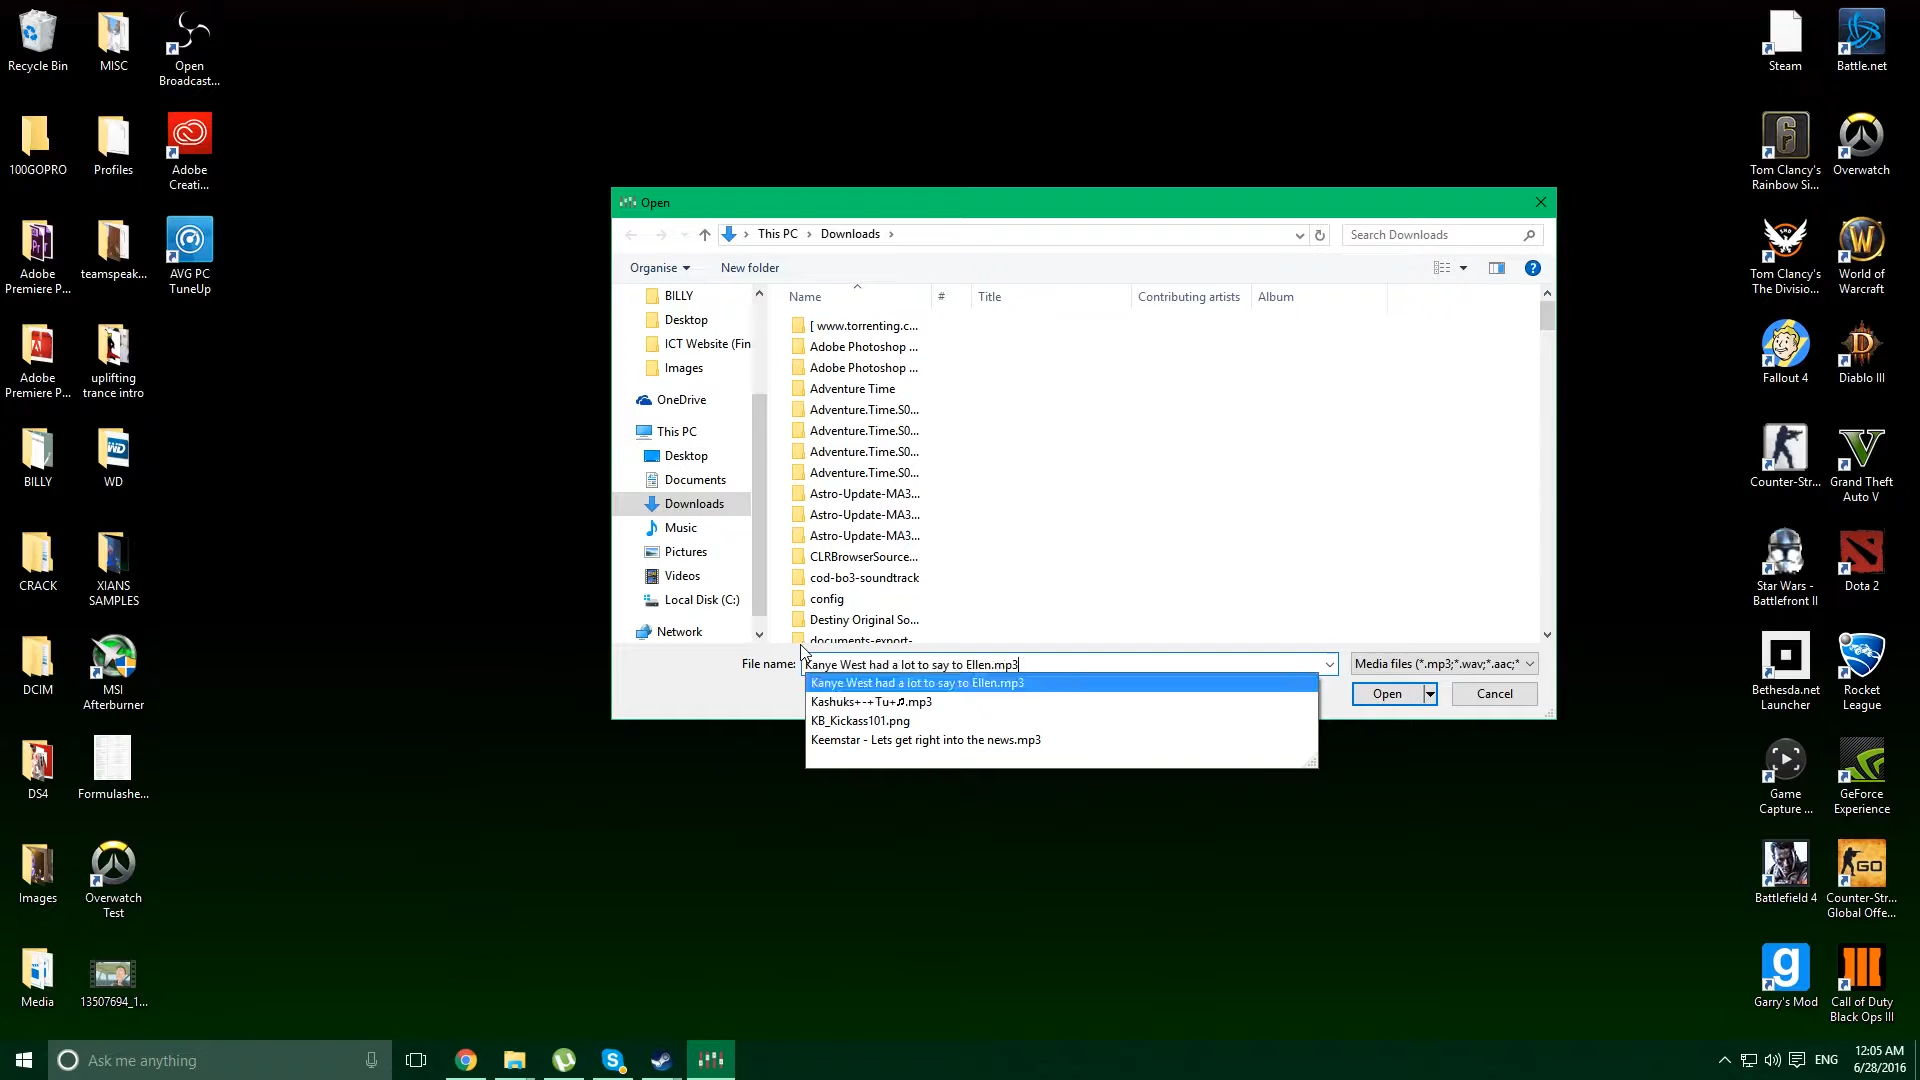 Recycle Bin
MISC
Open
Broadcast...
100GOPRO
Profiles
Adobe
Creati...
Adobe
Premiere P...
teamspeak...
AVG PC
TuneUp
Adobe
Premiere P...
uplifting
trance intro
BILLY
WD
CRACK
XIANS
SAMPLES
DCIM
MSI
Afterburner
DS4
Formulashe...
Images
Overwatch
Test
Media
13507694_1...
Open
This PC
Downloads
Search Downloads
Organise
New folder
Name
#
Title
Contributing artists
Album
BILLY
Desktop
ICT Website (Fin
Images
OneDrive
This PC
Desktop
Documents
Downloads
Music
Pictures
Videos
Local Disk (C:)
Network
[ www.torrenting.c...
Adobe Photoshop ...
Adobe Photoshop ...
Adventure Time
Adventure.Time.S0...
Adventure.Time.S0...
Adventure.Time.S0...
Adventure.Time.S0...
Astro-Update-MA3...
Astro-Update-MA3...
Astro-Update-MA3...
CLRBrowserSource...
cod-bo3-soundtrack
config
Destiny Original So...
documents-export-
File name:
Kanye West had a lot to say to Ellen.mp3
Media files (*.mp3;*.wav;*.aac;*
Kanye West had a lot to say to Ellen.mp3
Kashuks+-+Tu+♫.mp3
KB_Kickass101.png
Keemstar - Lets get right into the news.mp3
Open
Cancel
Steam
Battle.net
Tom Clancy's
Rainbow Si...
Overwatch
Tom Clancy's
The Divisio...
World of
Warcraft
Fallout 4
Diablo III
Counter-Str...
Grand Theft
Auto V
Star Wars -
Battlefront II
Dota 2
Bethesda.net
Launcher
Rocket
League
Game
Capture ...
GeForce
Experience
Battlefield 4
Counter-Str...
Global Offe...
Garry's Mod
Call of Duty
Black Ops III
Ask me anything
ENG
12:05 AM
6/28/2016